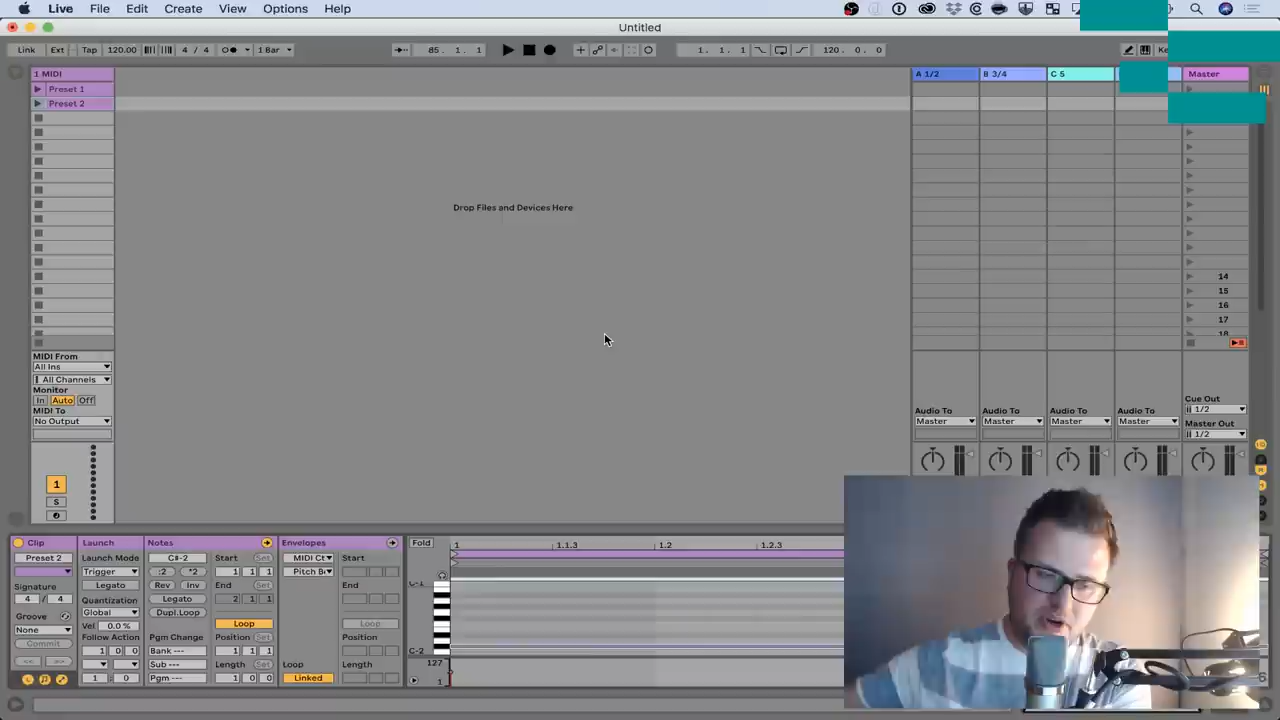 Live File Edit Create View Options Help
Untitled
Link Ext Tap 120.00 4 / 4 1 Bar 85. 1. 1 1. 1. 1 120. 0. 0
1 MIDI A 1/2 B 3/4 C 5 Master
Preset 1
Preset 2
Drop Files and Devices Here
14
15
16
17
18
MIDI From
All Ins
All Channels
Monitor
In Auto Off
MIDI To
No Output
Audio To Audio To Audio To Audio To
Master Master Master Master
Cue Out
1/2
Master Out
1/2
1
S
Clip Launch Notes Envelopes Fold 1 1.1.3 1.2 1.2.3
Preset 2 Launch Mode C#-2 Start Set MIDI Ct Start
Trigger :2 *2 1 1 1 Pitch Be
Signature Legato Rev Inv End Set End
4 / 4 Quantization Legato 2 1 1
Groove Global Dupl.Loop
None Vel 0.0 % Loop Loop
Commit Follow Action Pgm Change Position Set Position
<< >> 1 0 0 Bank --- 1 1 1
Sub --- Length Set Loop Length
1 : 0 Pgm --- 1 0 0 Linked
C-1
C-2
127
1